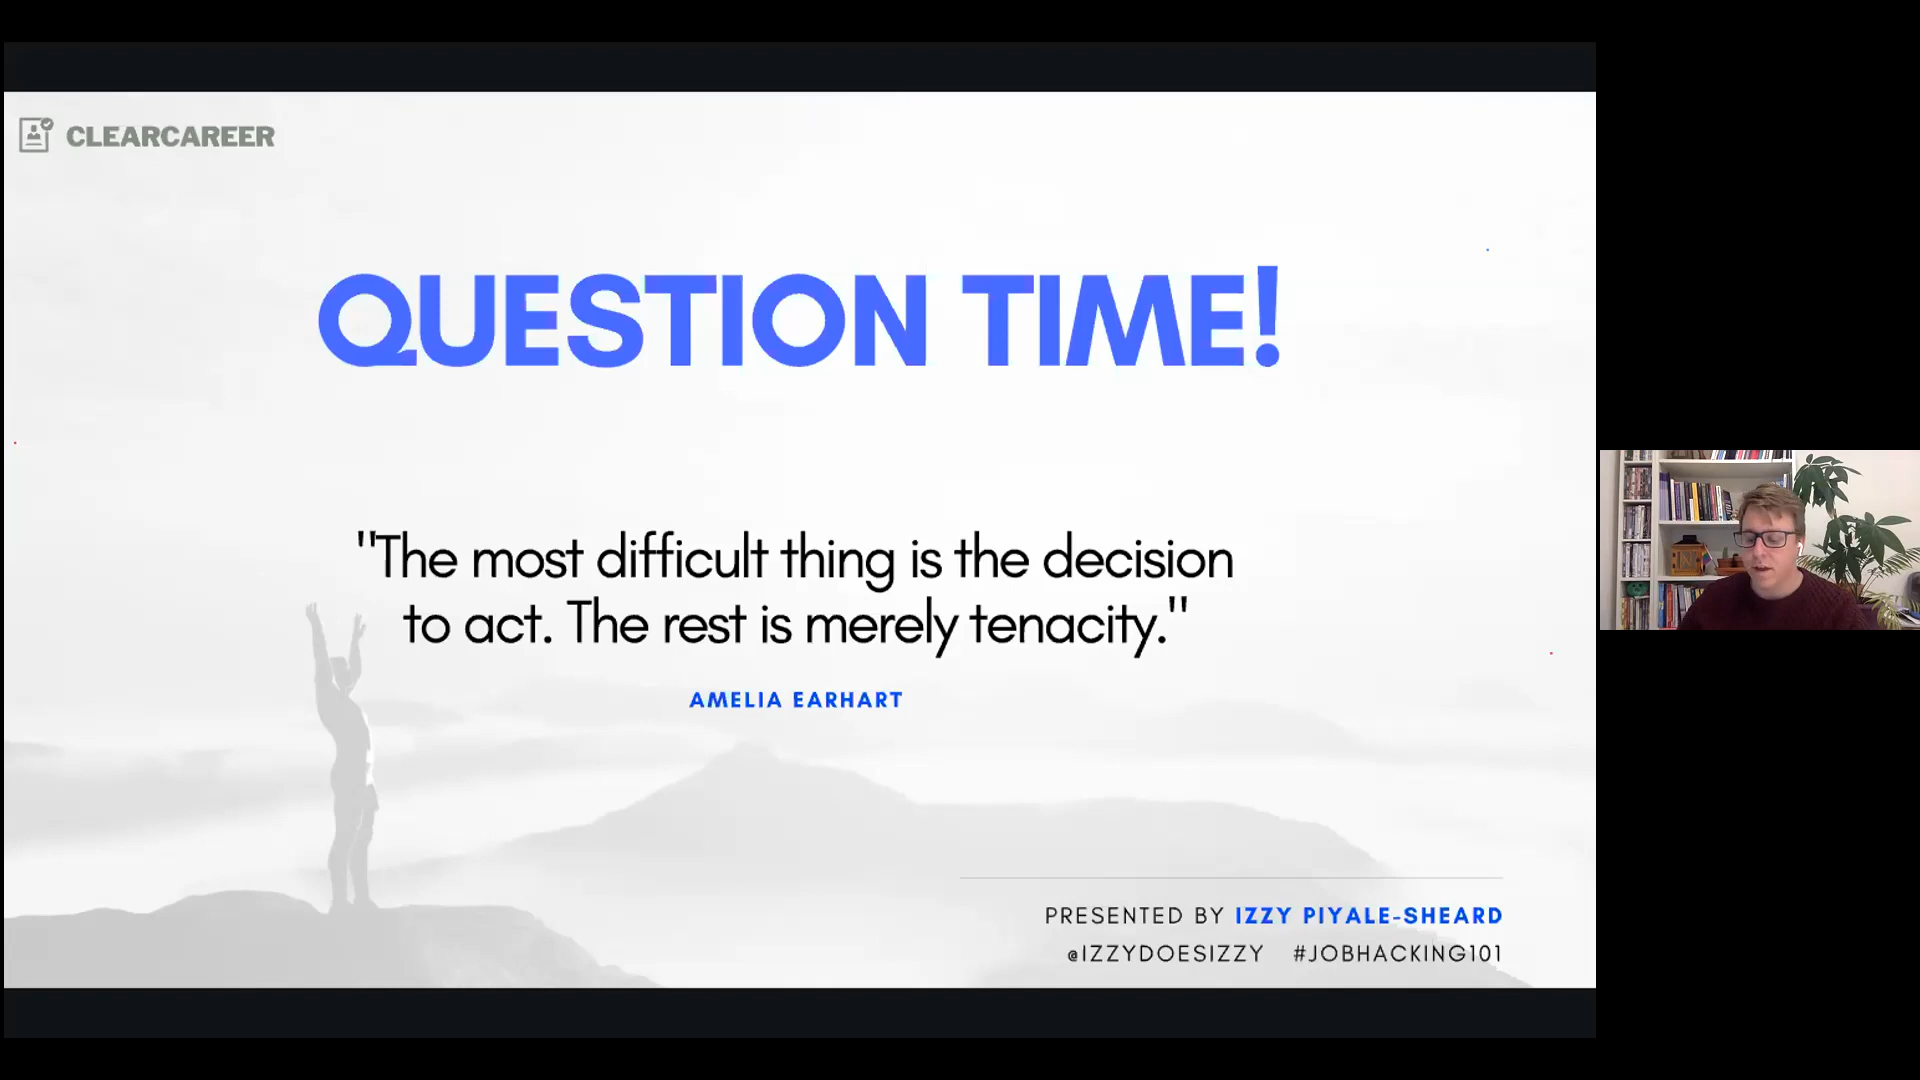 CLEARCAREER
QUESTION TIME!
"The most difficult thing is the decision
to act. The rest is merely tenacity."
AMELIA EARHART
PRESENTED BY IZZY PIYALE-SHEARD
@IZZYDOESIZZY #JOBHACKING101